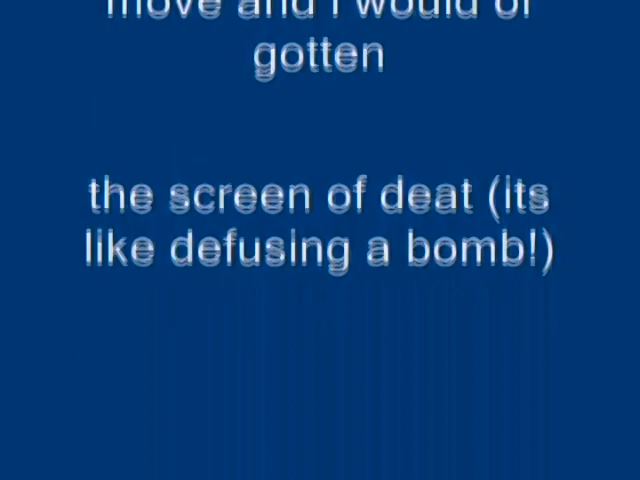 move and i would of
gotten
the screen of deat (its
like defusing a bomb!)